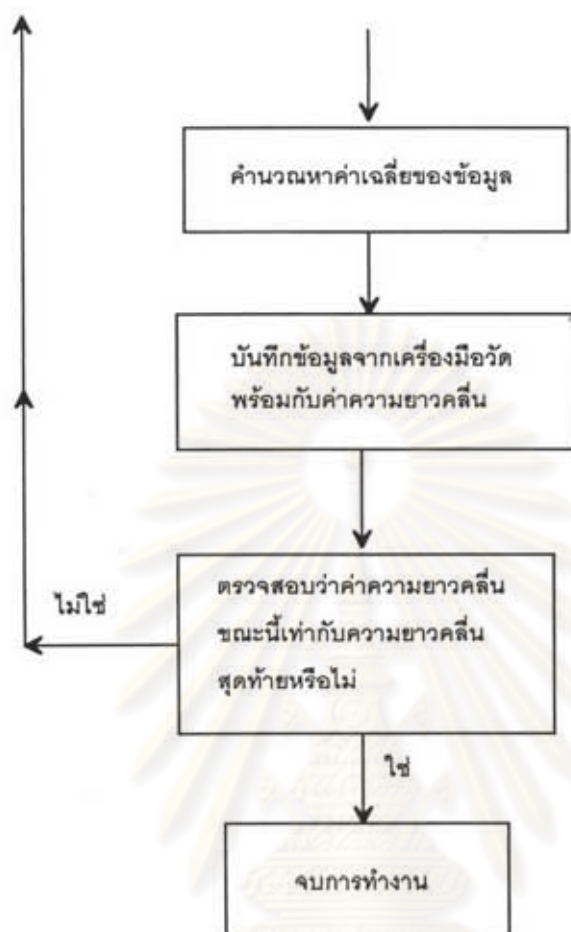 คำนวณหาค่าเฉลี่ยของข้อมูล
บันทึกข้อมูลจากเครื่องมือวัด
พร้อมกับค่าความยาวคลื่น
ตรวจสอบว่าค่าความยาวคลื่น
ขณะนี้เท่ากับความยาวคลื่น
สุดท้ายหรือไม่
ไม่ใช่
ใช่
จบการทำงาน